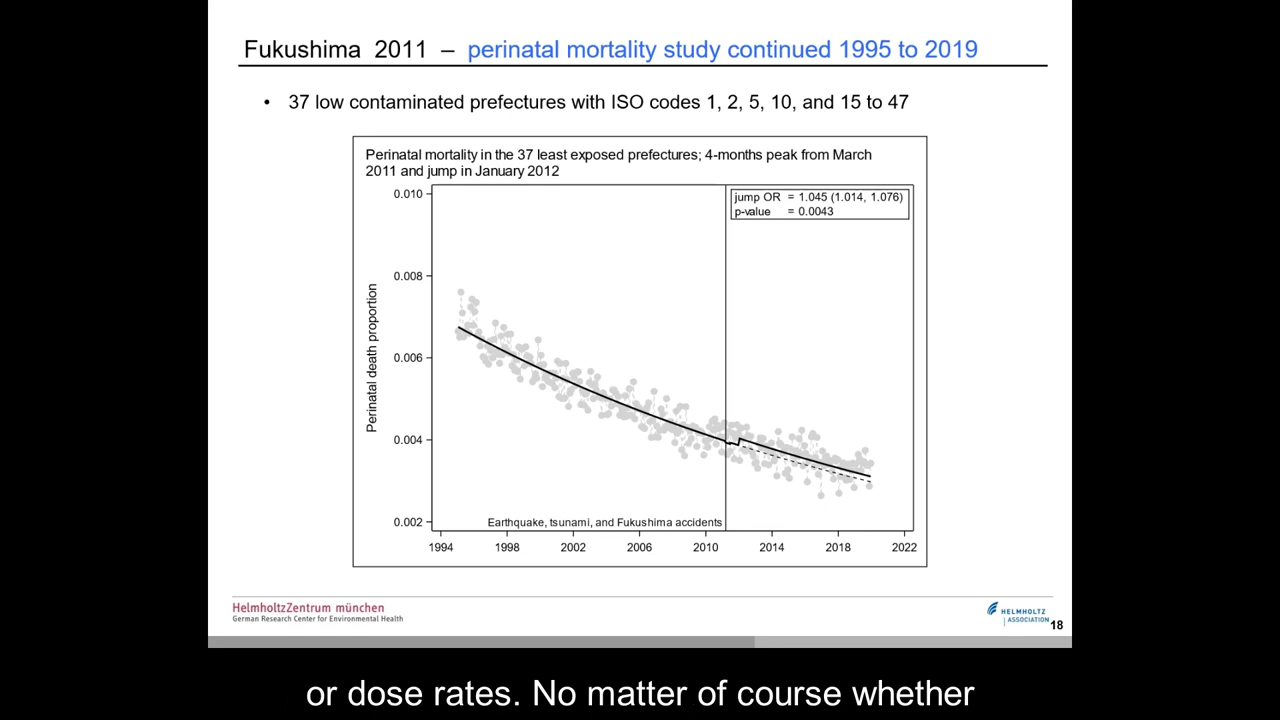 Fukushima 2011 – perinatal mortality study continued 1995 to 2019
• 37 low contaminated prefectures with ISO codes 1, 2, 5, 10, and 15 to 47
Perinatal mortality in the 37 least exposed prefectures; 4-months peak from March
2011 and jump in January 2012
jump OR = 1.045 (1.014, 1.076)
p-value = 0.0043
Perinatal death proportion
0.010
0.008
0.006
0.004
0.002
Earthquake, tsunami, and Fukushima accidents
1994 1998 2002 2006 2010 2014 2018 2022
HelmholtzZentrum münchen
German Research Center for Environmental Health
HELMHOLTZ
ASSOCIATION
18
or dose rates. No matter of course whether